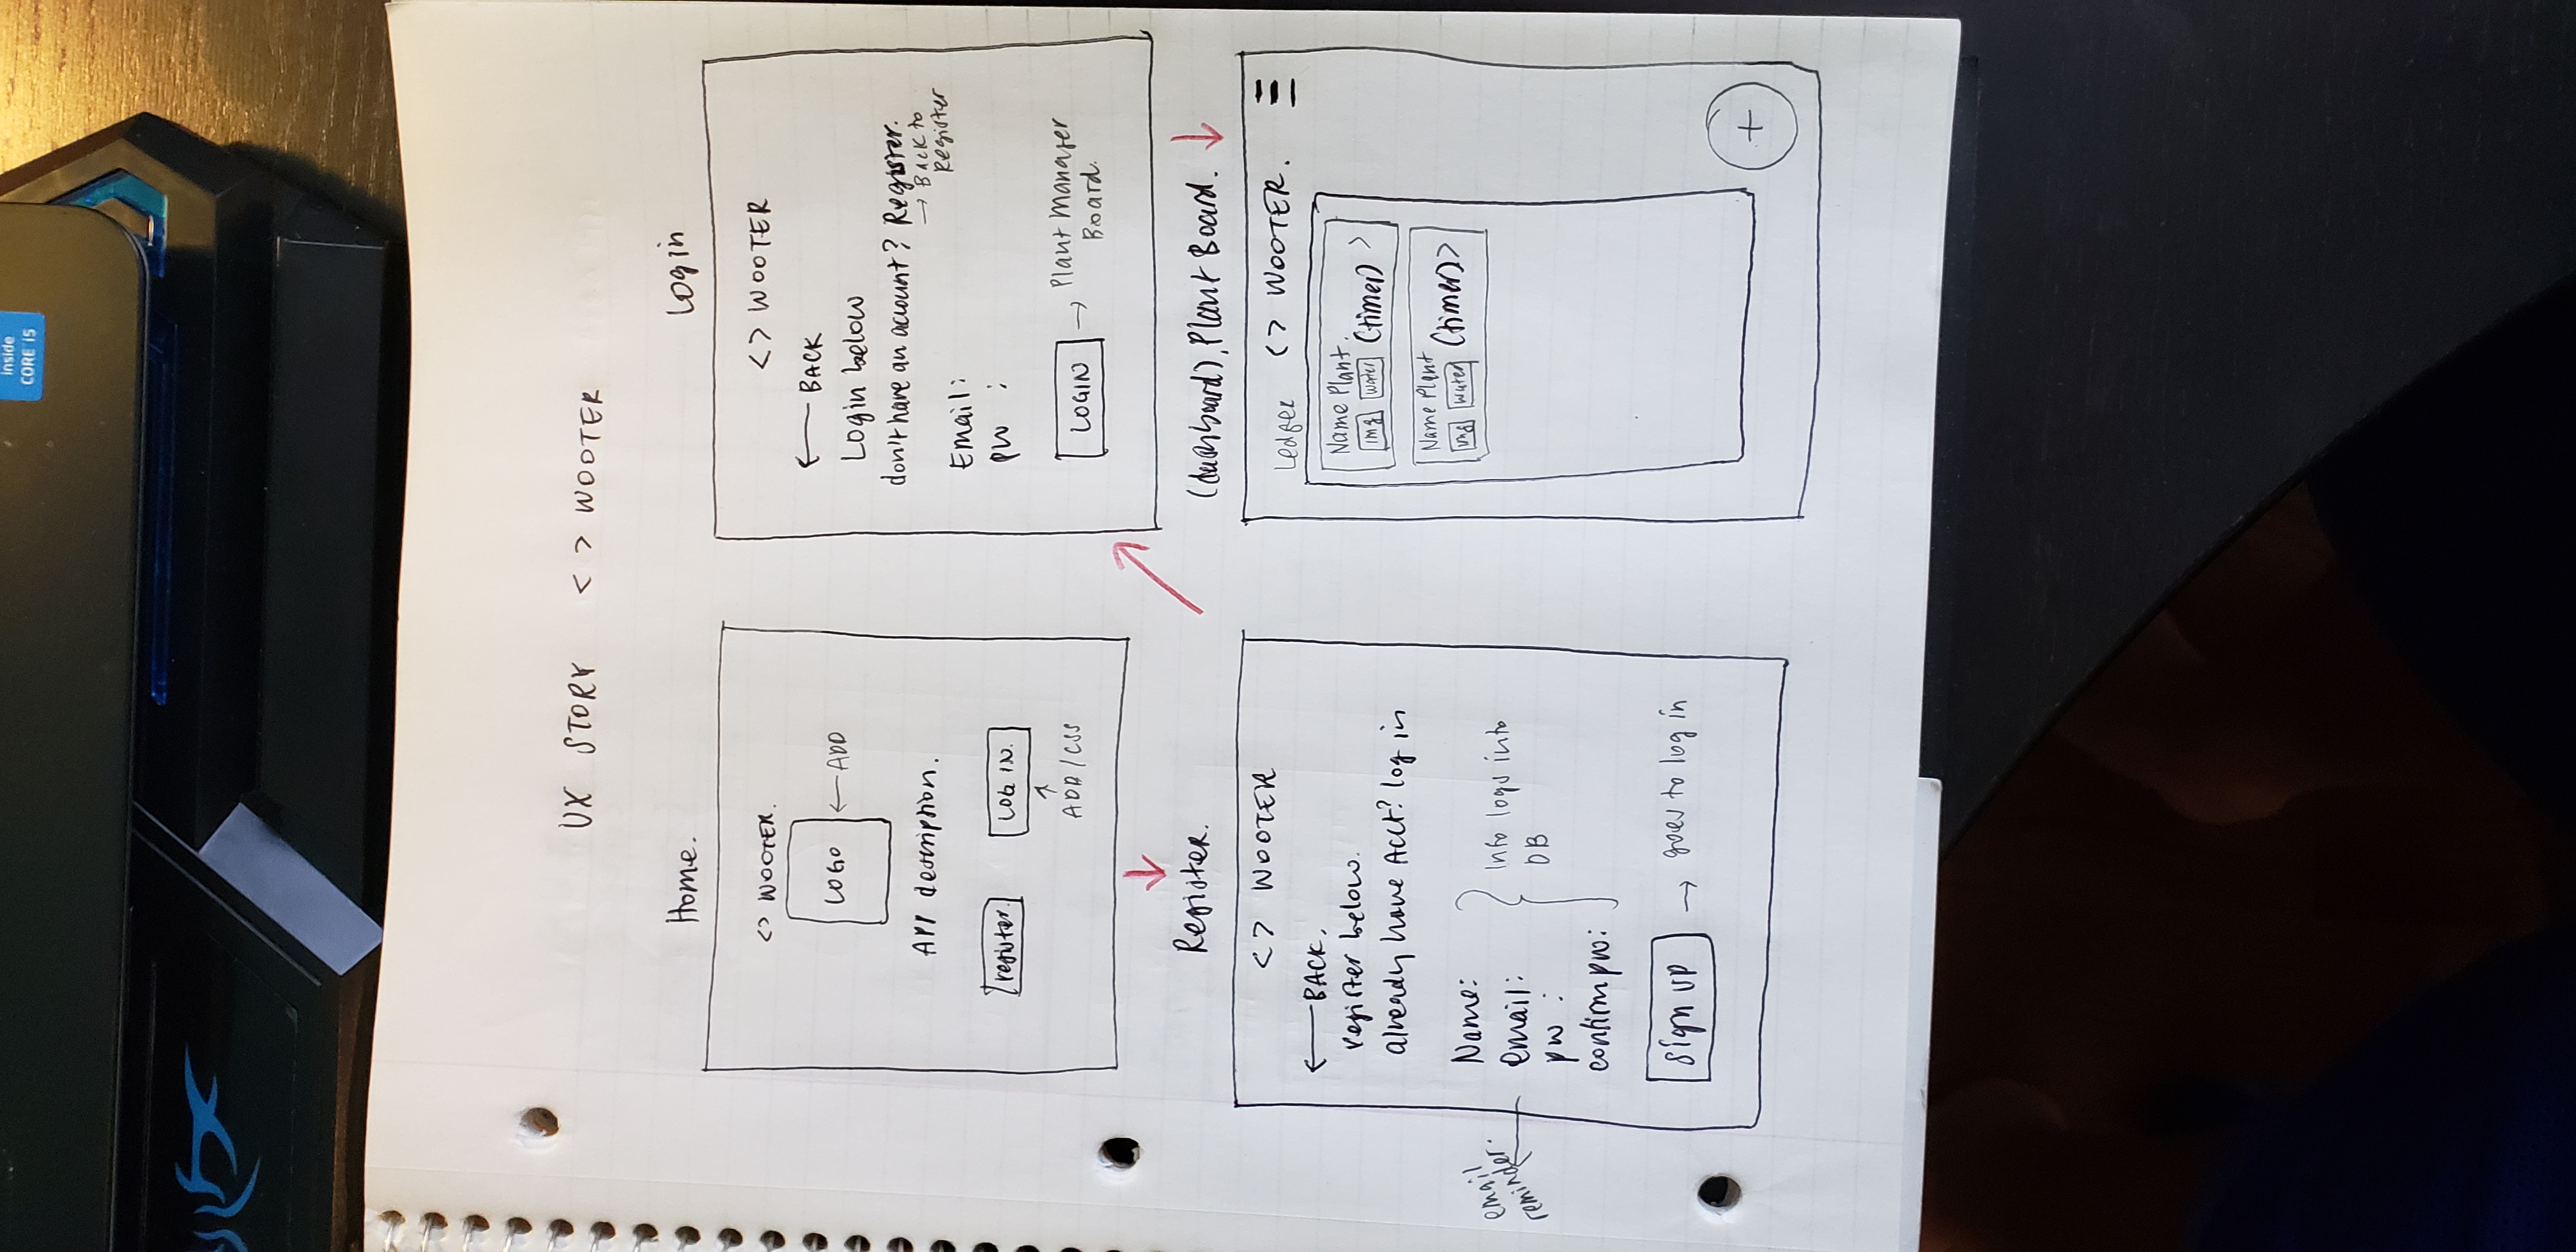 inside
CORE i5
UX STORY < > WOOTER
Home.
<> WOOTER.
LOGO
← ADD
APP description.
register.
LOG IN.
ADD / CSS
Register.
<> WOOTER
← BACK.
register below.
already have Acct? log in
Name:
email:
pw :
confirm pw:
Info logs into
DB
email
reminder.
sign up
→ goes to log in
Login
<> WOOTER
← BACK
Login below
don't have an account? Register.
→ Back to
Register
Email:
pw :
LOGIN
→ Plant Manager
Board.
(dashboard), Plant Board.
Ledger
<> WOOTER.
Name Plant.
img water (timer) >
Name Plant
img water (timer) >
+